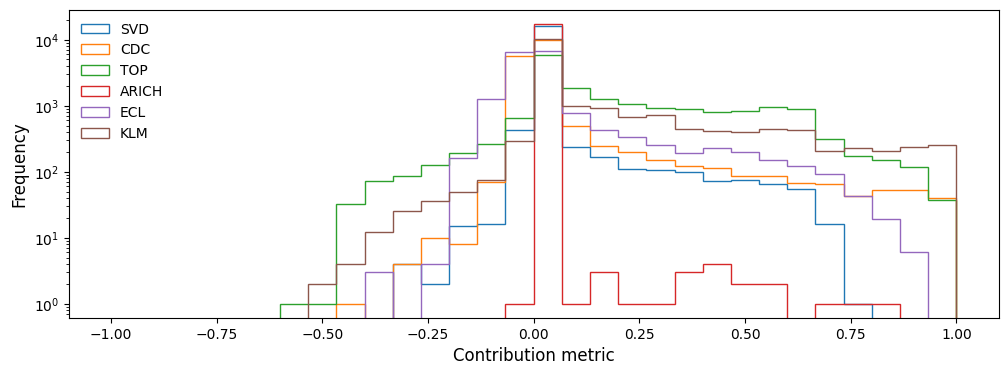 SVD
CDC
TOP
ARICH
ECL
KLM
Frequency
10⁴
10³
10²
10¹
10⁰
−1.00 −0.75 −0.50 −0.25 0.00 0.25 0.50 0.75 1.00
Contribution metric